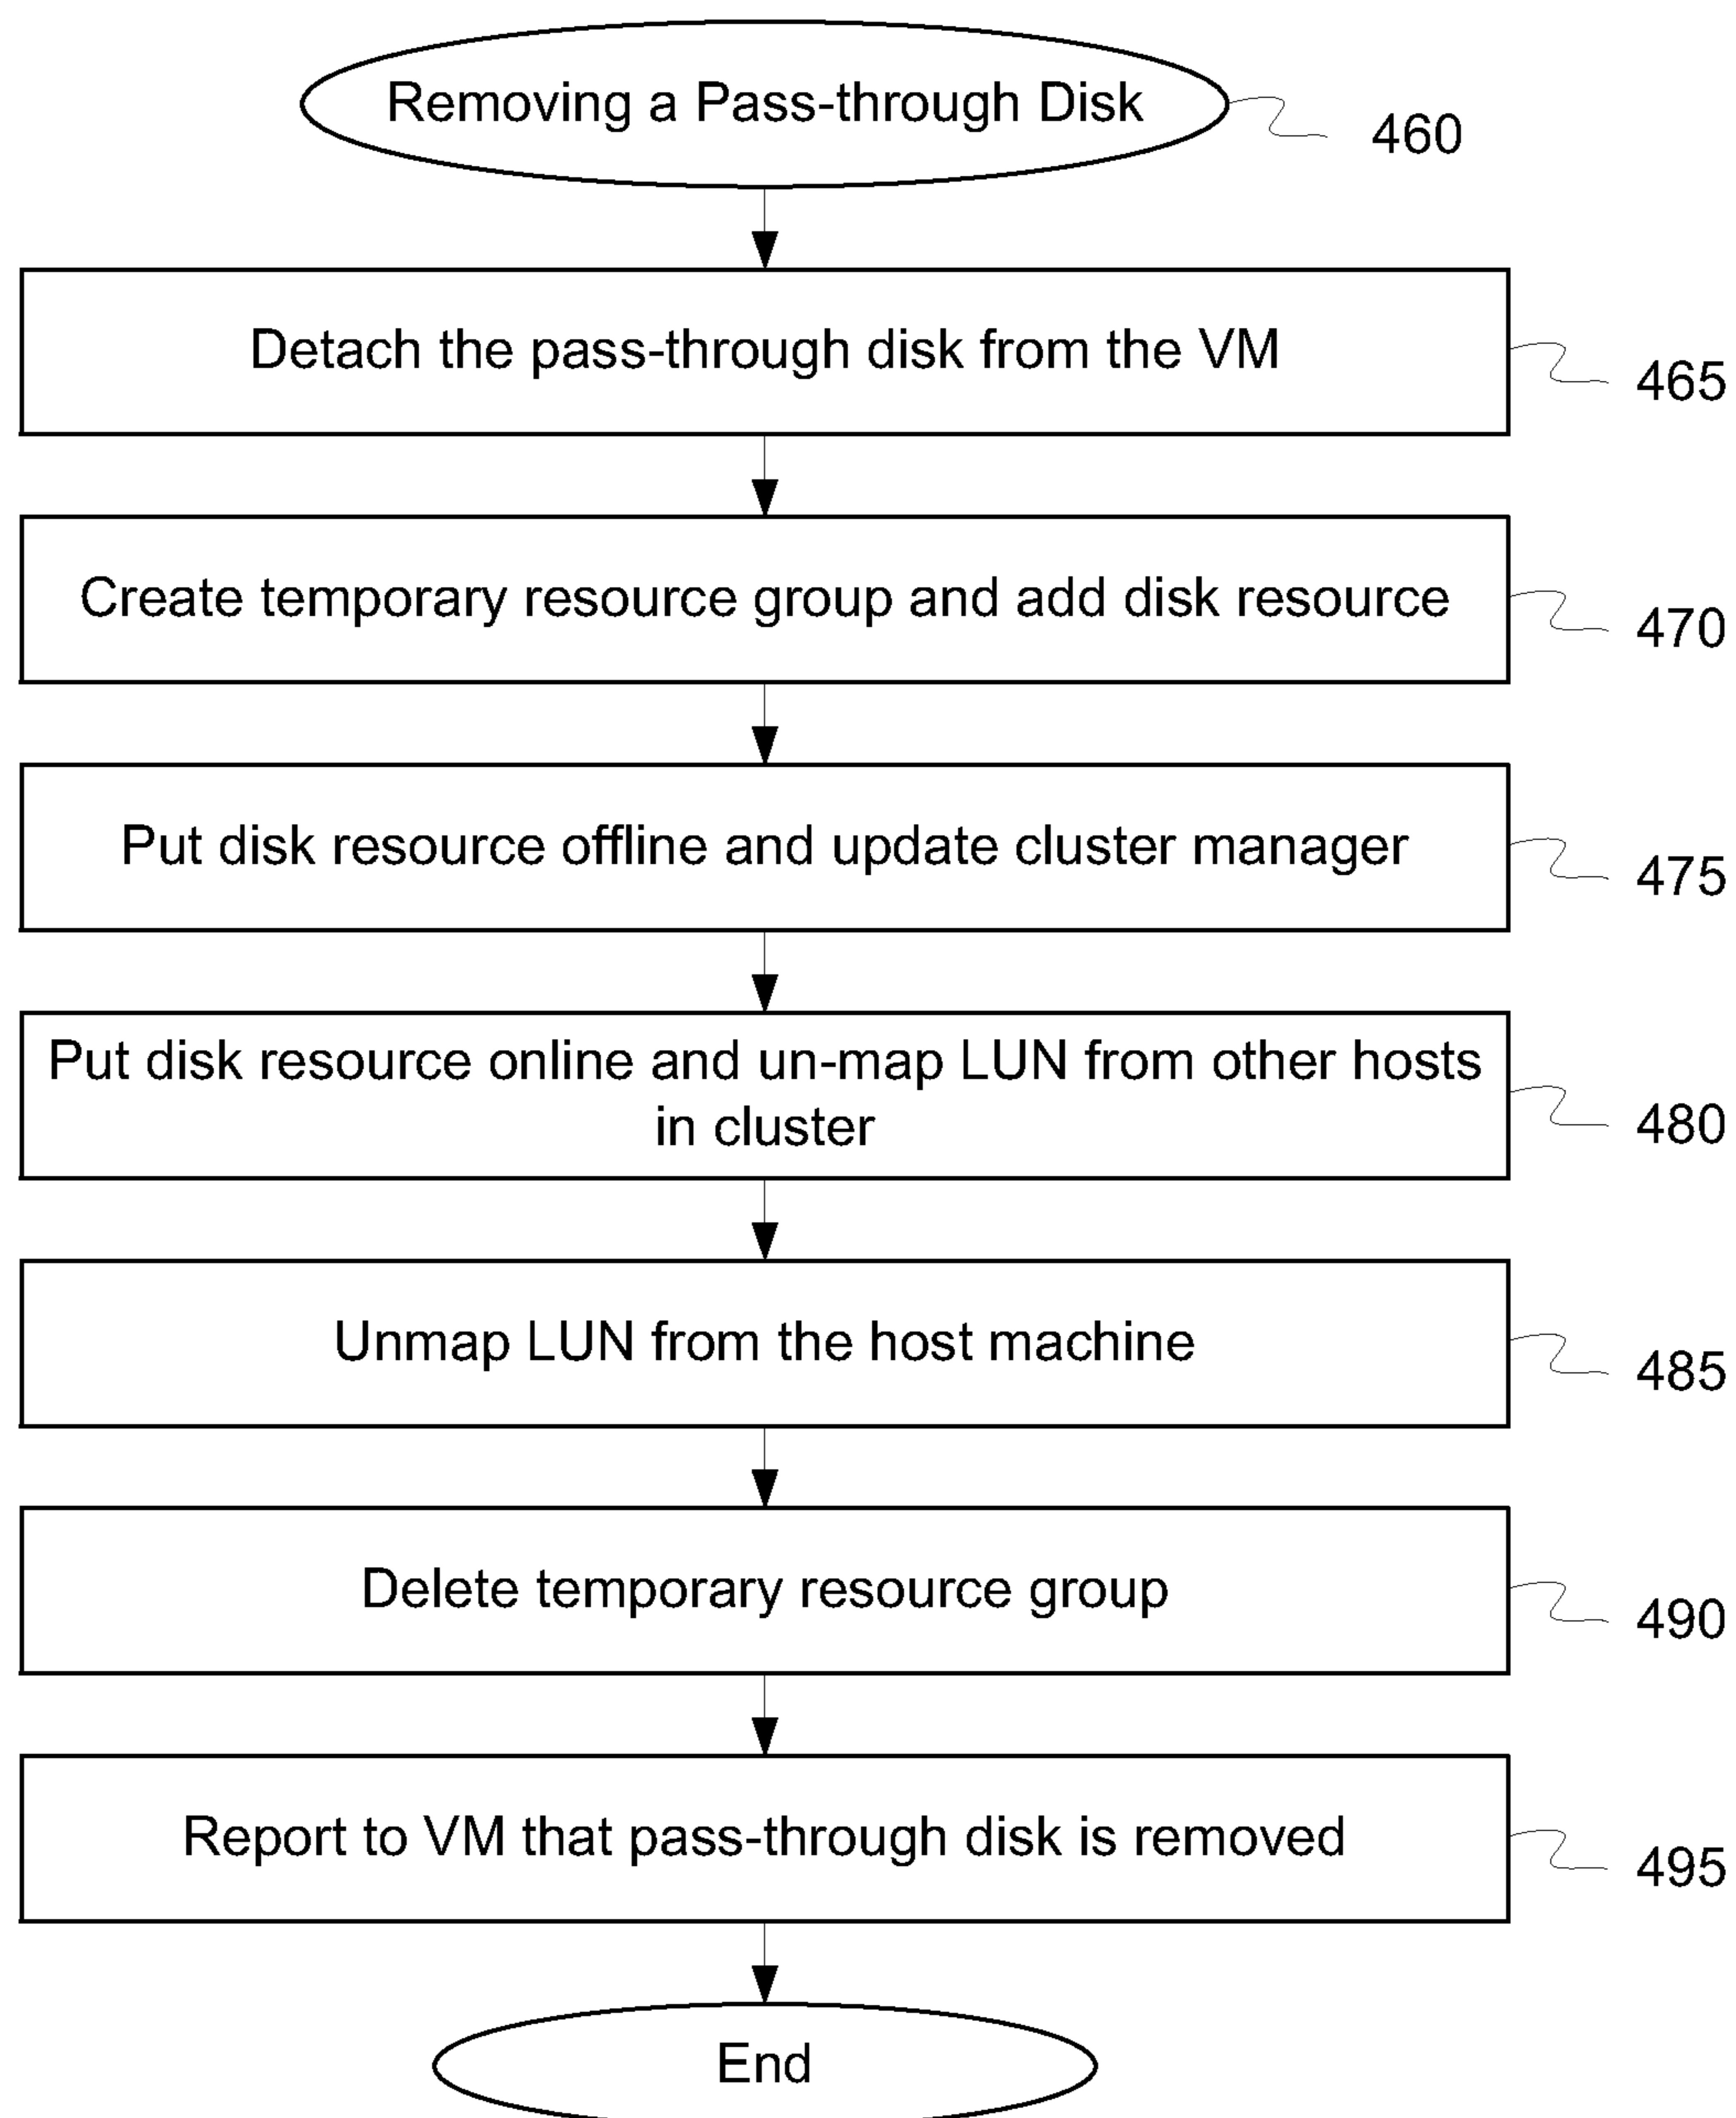 Removing a Pass-through Disk
460
Detach the pass-through disk from the VM
465
Create temporary resource group and add disk resource
470
Put disk resource offline and update cluster manager
475
Put disk resource online and un-map LUN from other hosts
in cluster
480
Unmap LUN from the host machine
485
Delete temporary resource group
490
Report to VM that pass-through disk is removed
495
End